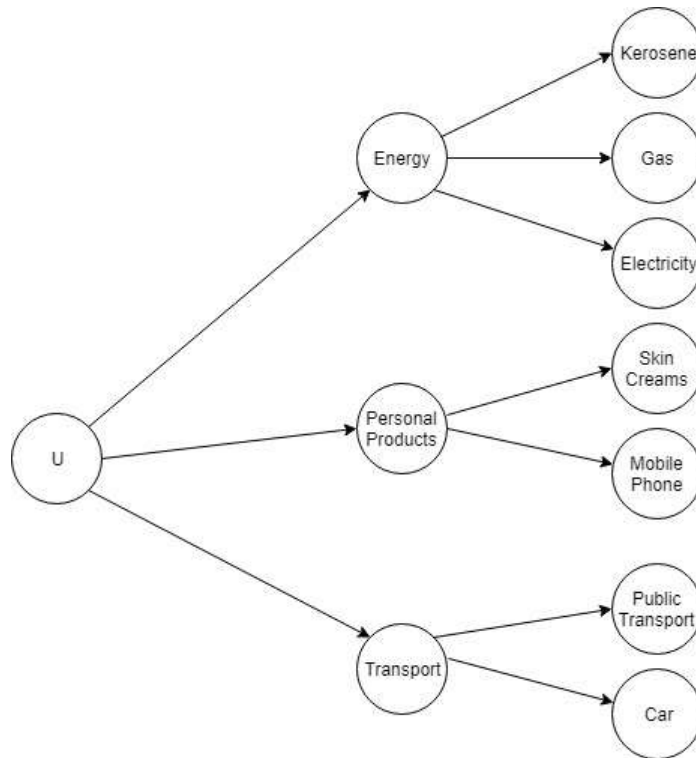 Kerosene
Energy
Gas
Electricity
Skin
Creams
Personal
Products
U
Mobile
Phone
Public
Transport
Transport
Car